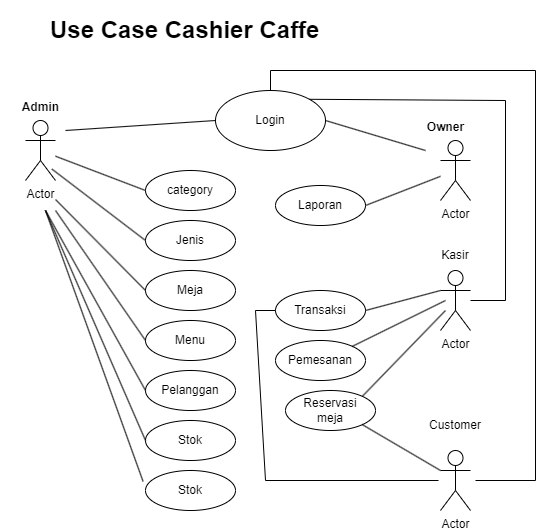 Use Case Cashier Caffe
Admin
Actor
Login
Owner
Actor
category
Jenis
Meja
Menu
Pelanggan
Stok
Stok
Laporan
Kasir
Actor
Transaksi
Pemesanan
Reservasi
meja
Customer
Actor